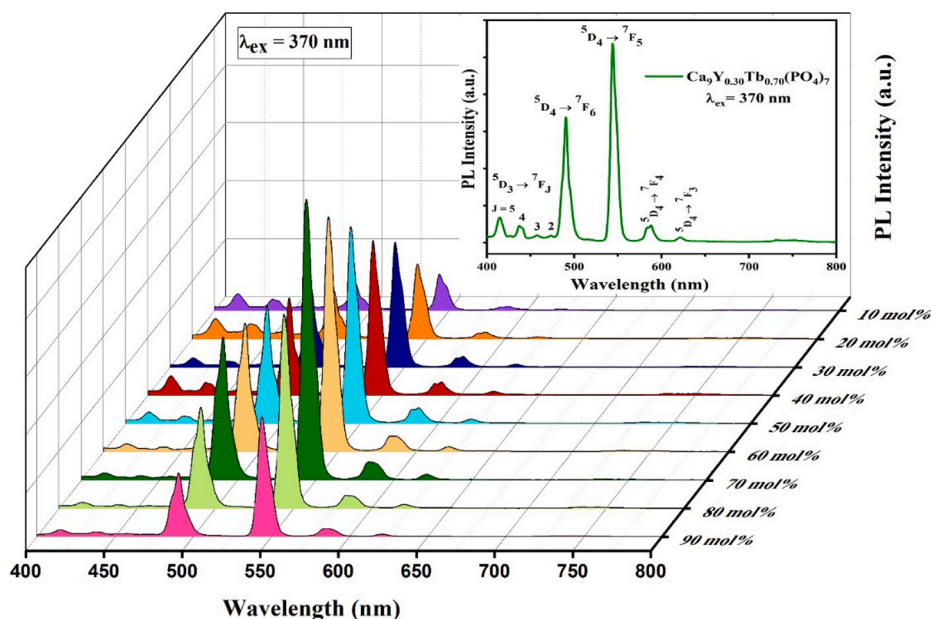 λex = 370 nm
⁵D₄ → ⁷F₅
Ca₉Y₀.₃₀Tb₀.₇₀(PO₄)₇
λex= 370 nm
⁵D₄ → ⁷F₆
⁵D₃ → ⁷F_J
J = 5
4
3
2
⁵D₄ → ⁷F₄
⁵D₄ → ⁷F₃
PL Intensity (a.u.)
400 500 600 700 800
Wavelength (nm)
PL Intensity (a.u.)
10 mol%
20 mol%
30 mol%
40 mol%
50 mol%
60 mol%
70 mol%
80 mol%
90 mol%
400 450 500 550 600 650 700 750 800
Wavelength (nm)